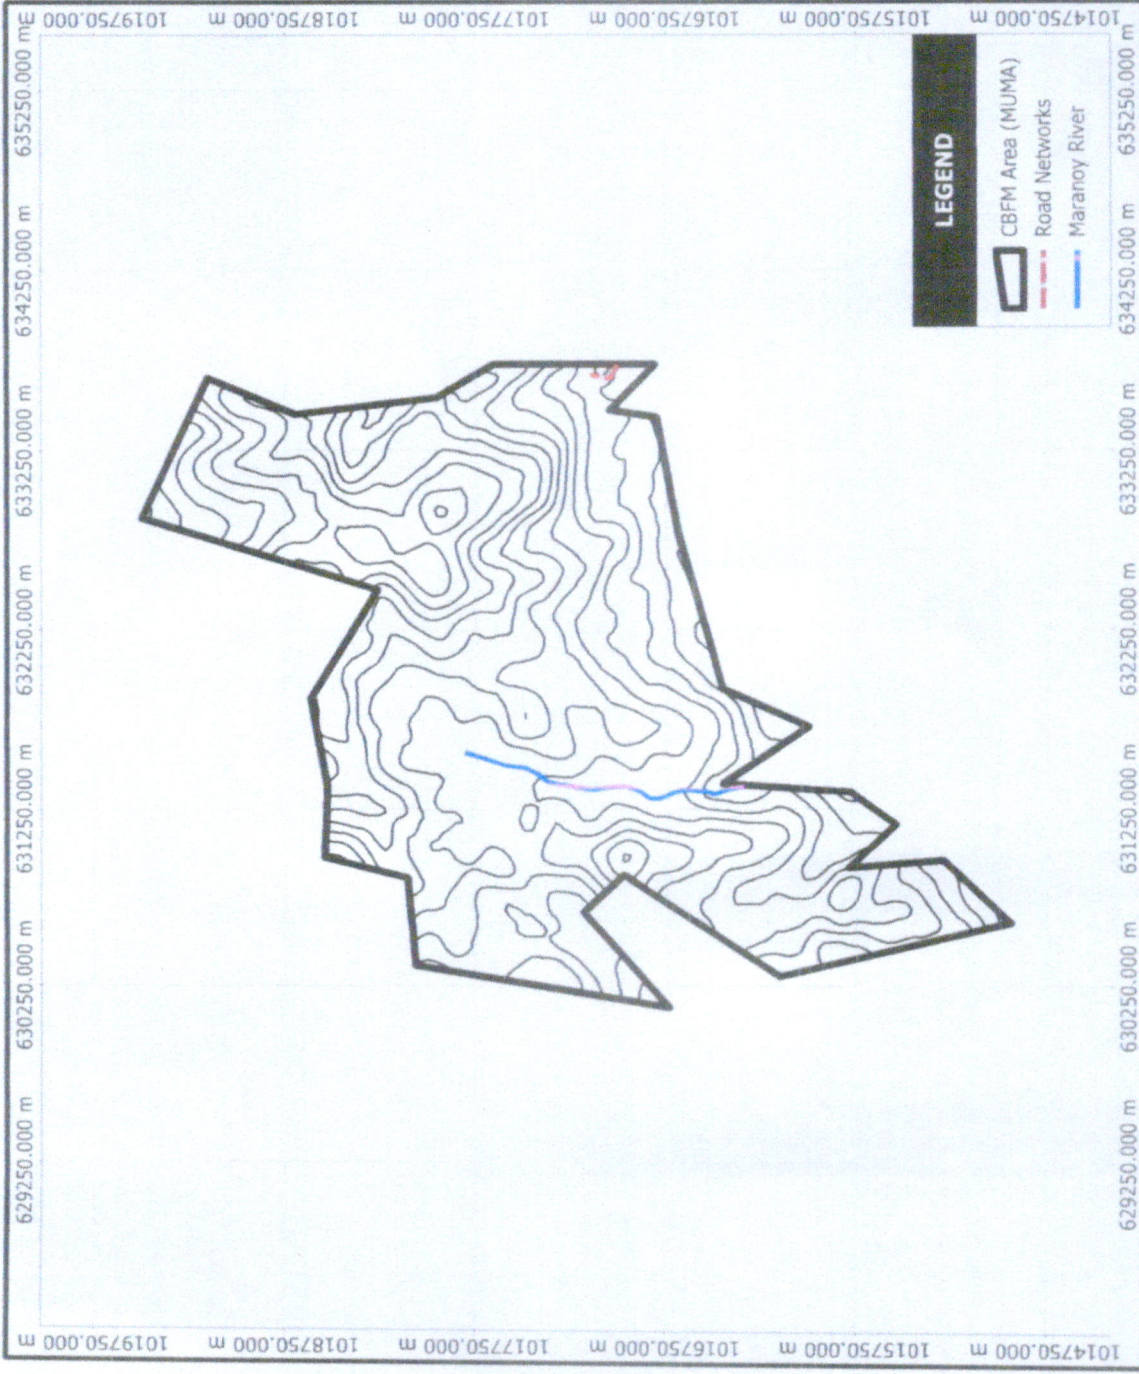 629250.000 m 630250.000 m 631250.000 m 632250.000 m 633250.000 m 634250.000 m 635250.000 m
1019750.000 m
1018750.000 m
1017750.000 m
1016750.000 m
1015750.000 m
1014750.000 m
1019750.000 m
1018750.000 m
1017750.000 m
1016750.000 m
1015750.000 m
1014750.000 m
LEGEND
CBFM Area (MUMA)
Road Networks
Maranoy River
629250.000 m 630250.000 m 631250.000 m 632250.000 m 633250.000 m 634250.000 m 635250.000 m